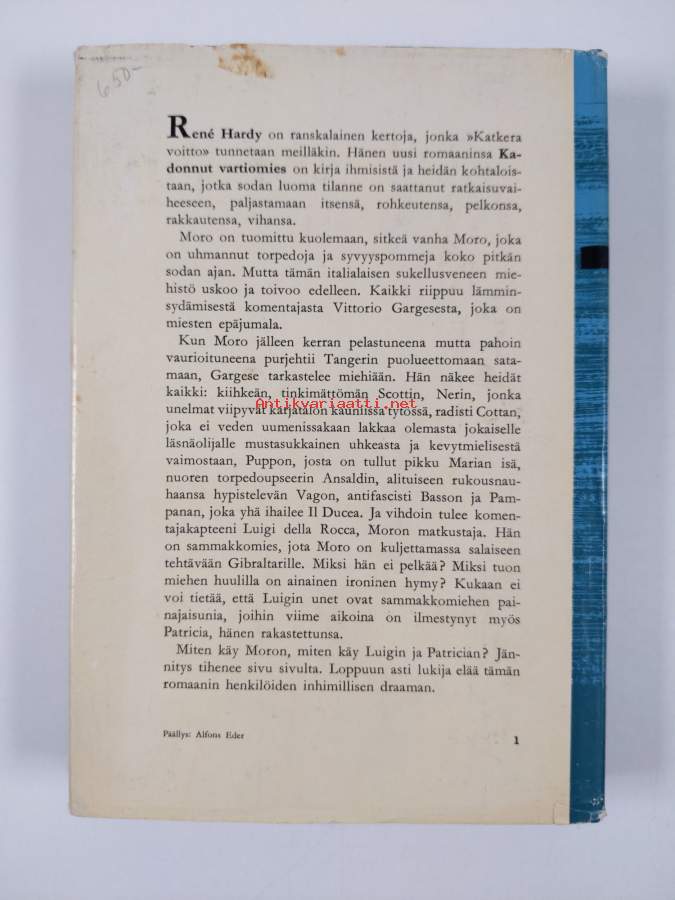 650-
René Hardy on ranskalainen kertoja, jonka »Katkera
voitto» tunnetaan meilläkin. Hänen uusi romaaninsa Ka-
donnut vartiomies on kirja ihmisistä ja heidän kohtalois-
taan, jotka sodan luoma tilanne on saattanut ratkaisuvai-
heeseen, paljastamaan itsensä, rohkeutensa, pelkonsa,
rakkautensa, vihansa.
Moro on tuomittu kuolemaan, sitkeä vanha Moro, joka
on uhmannut torpedoja ja syvyyspommeja koko pitkän
sodan ajan. Mutta tämän italialaisen sukellusveneen mie-
histö uskoo ja toivoo edelleen. Kaikki riippuu lämmin-
sydämisestä komentajasta Vittorio Gargesesta, joka on
miesten epäjumala.
Kun Moro jälleen kerran pelastuneena mutta pahoin
vaurioituneena purjehtii Tangerin puolueettomaan sata-
maan, Gargese tarkastelee miehiään. Hän näkee heidät
kaikki: kiihkeän, tinkimättömän Scottin, Nerin, jonka
Antikvariaatti.net
unelmat viipyvät karjatalon kauniissa tytössä, radisti Cottan,
joka ei veden uumenissakaan lakkaa olemasta jokaiselle
läsnäolijalle mustasukkainen uhkeasta ja kevytmielisestä
vaimostaan, Puppon, josta on tullut pikku Marian isä,
nuoren torpedoupseerin Ansaldin, alituiseen rukousnau-
haansa hypistelevän Vagon, antifascisti Basson ja Pam-
panan, joka yhä ihailee Il Ducea. Ja vihdoin tulee komen-
tajakapteeni Luigi della Rocca, Moron matkustaja. Hän
on sammakkomies, jota Moro on kuljettamassa salaiseen
tehtävään Gibraltarille. Miksi hän ei pelkää? Miksi tuon
miehen huulilla on ainainen ironinen hymy? Kukaan ei
voi tietää, että Luigin unet ovat sammakkomiehen pai-
najaisunia, joihin viime aikoina on ilmestynyt myös
Patricia, hänen rakastettunsa.
Miten käy Moron, miten käy Luigin ja Patrician? Jän-
nitys tihenee sivu sivulta. Loppuun asti lukija elää tämän
romaanin henkilöiden inhimillisen draaman.
Päällys: Alfons Eder
1